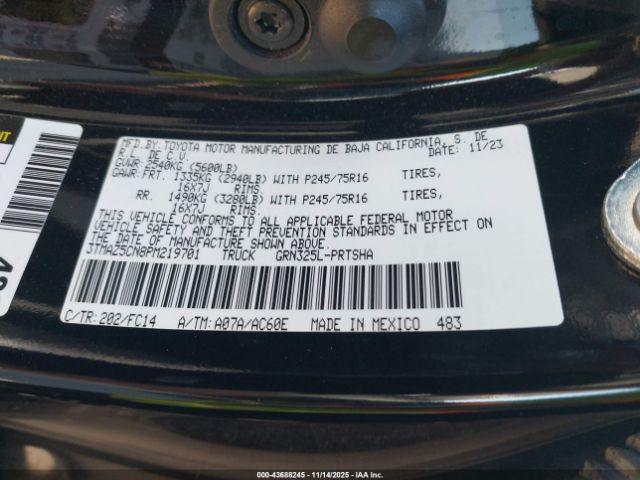 MFD.BY:TOYOTA MOTOR MANUFACTURING DE BAJA CALIFORNIA, S. DE
R.L. DE C.V. DATE: 11/23
GVWR:2540KG (5600LB)
GAWR:FRT. 1335KG (2940LB) WITH P245/75R16 TIRES,
16X7J RIMS.
RR. 1490KG (3280LB) WITH P245/75R16 TIRES,
16X7J RIMS.
THIS VEHICLE CONFORMS TO ALL APPLICABLE FEDERAL MOTOR
VEHICLE SAFETY AND THEFT PREVENTION STANDARDS IN EFFECT ON
THE DATE OF MANUFACTURE SHOWN ABOVE.
3TMAZ5CN8PM219701 TRUCK GRN325L-PRTSHA
C/TR:202/FC14 A/TM:A07A/AC60E MADE IN MEXICO 483
000-43688245 - 11/14/2025 - IAAI.COM